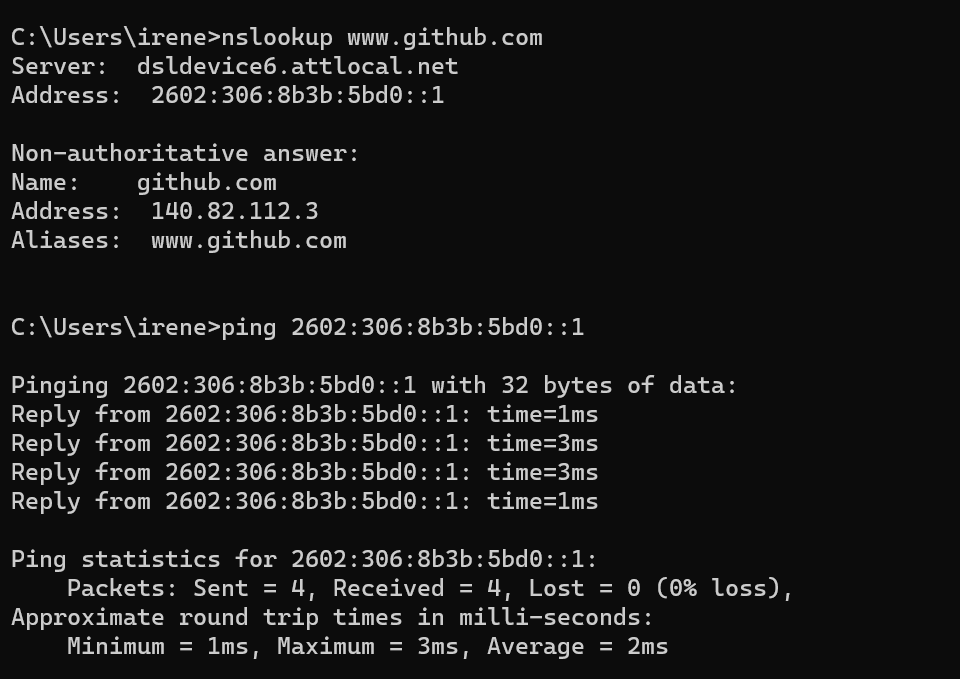 C:\Users\irene>nslookup www.github.com
Server:  dsldevice6.attlocal.net
Address:  2602:306:8b3b:5bd0::1
Non-authoritative answer:
Name:    github.com
Address:  140.82.112.3
Aliases:  www.github.com
C:\Users\irene>ping 2602:306:8b3b:5bd0::1
Pinging 2602:306:8b3b:5bd0::1 with 32 bytes of data:
Reply from 2602:306:8b3b:5bd0::1: time=1ms
Reply from 2602:306:8b3b:5bd0::1: time=3ms
Reply from 2602:306:8b3b:5bd0::1: time=3ms
Reply from 2602:306:8b3b:5bd0::1: time=1ms
Ping statistics for 2602:306:8b3b:5bd0::1:
    Packets: Sent = 4, Received = 4, Lost = 0 (0% loss),
Approximate round trip times in milli-seconds:
    Minimum = 1ms, Maximum = 3ms, Average = 2ms